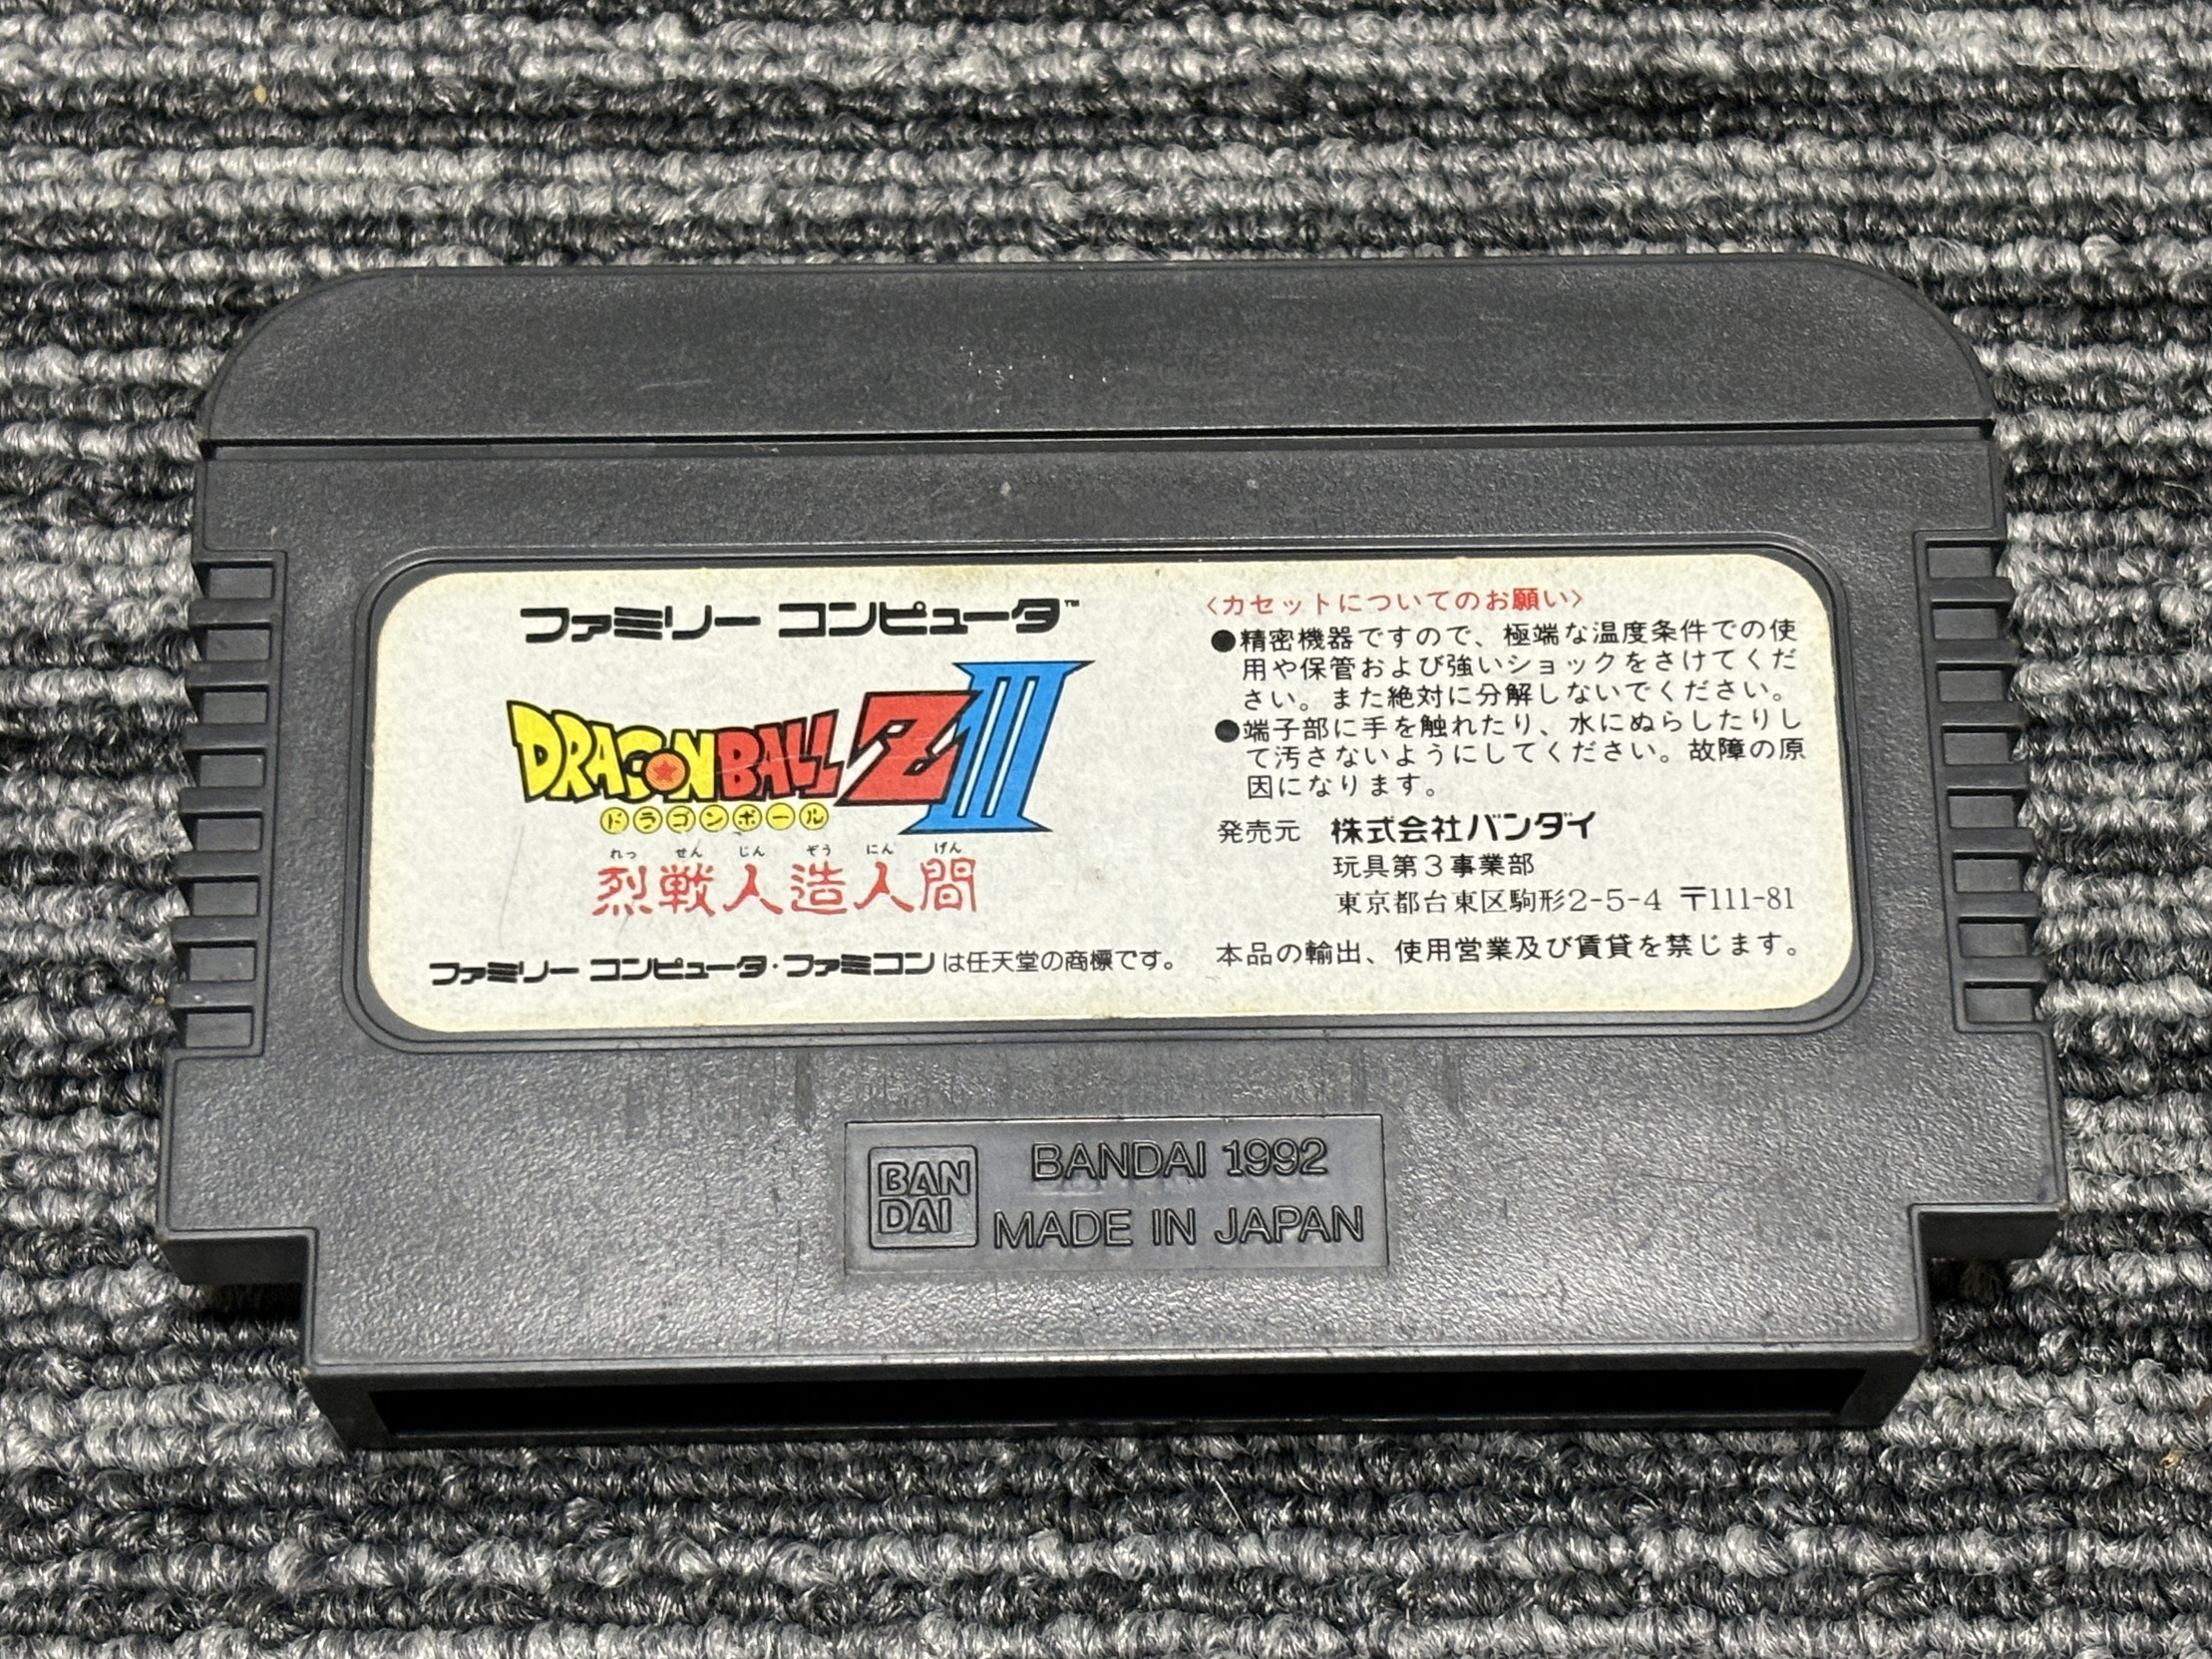 ファミリー コンピュータ™
DRAGONBALL Z III
ドラゴンボール
れっ せん じん ぞう にん げん
烈戦人造人間
ファミリー コンピュータ・ファミコンは任天堂の商標です。
〈カセットについてのお願い〉
●精密機器ですので、極端な温度条件での使
用や保管および強いショックをさけてくだ
さい。また絶対に分解しないでください。
●端子部に手を触れたり、水にぬらしたりし
て汚さないようにしてください。故障の原
因になります。
発売元 株式会社バンダイ
玩具第3事業部
東京都台東区駒形2-5-4 〒111-81
本品の輸出、使用営業及び賃貸を禁じます。
BAN
DAI
BANDAI 1992
MADE IN JAPAN